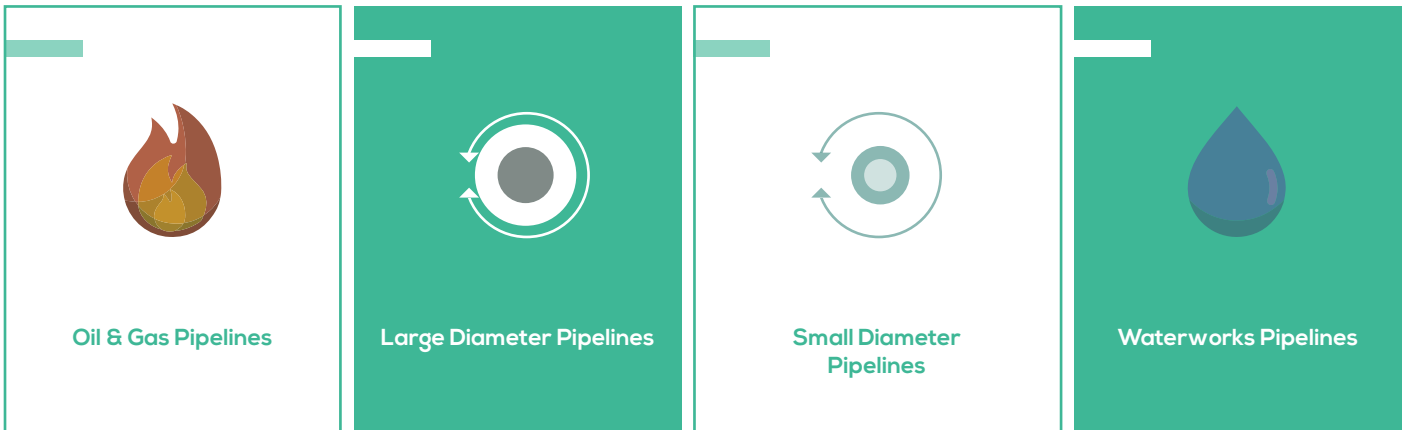 Oil & Gas Pipelines
Large Diameter Pipelines
Small Diameter
Pipelines
Waterworks Pipelines